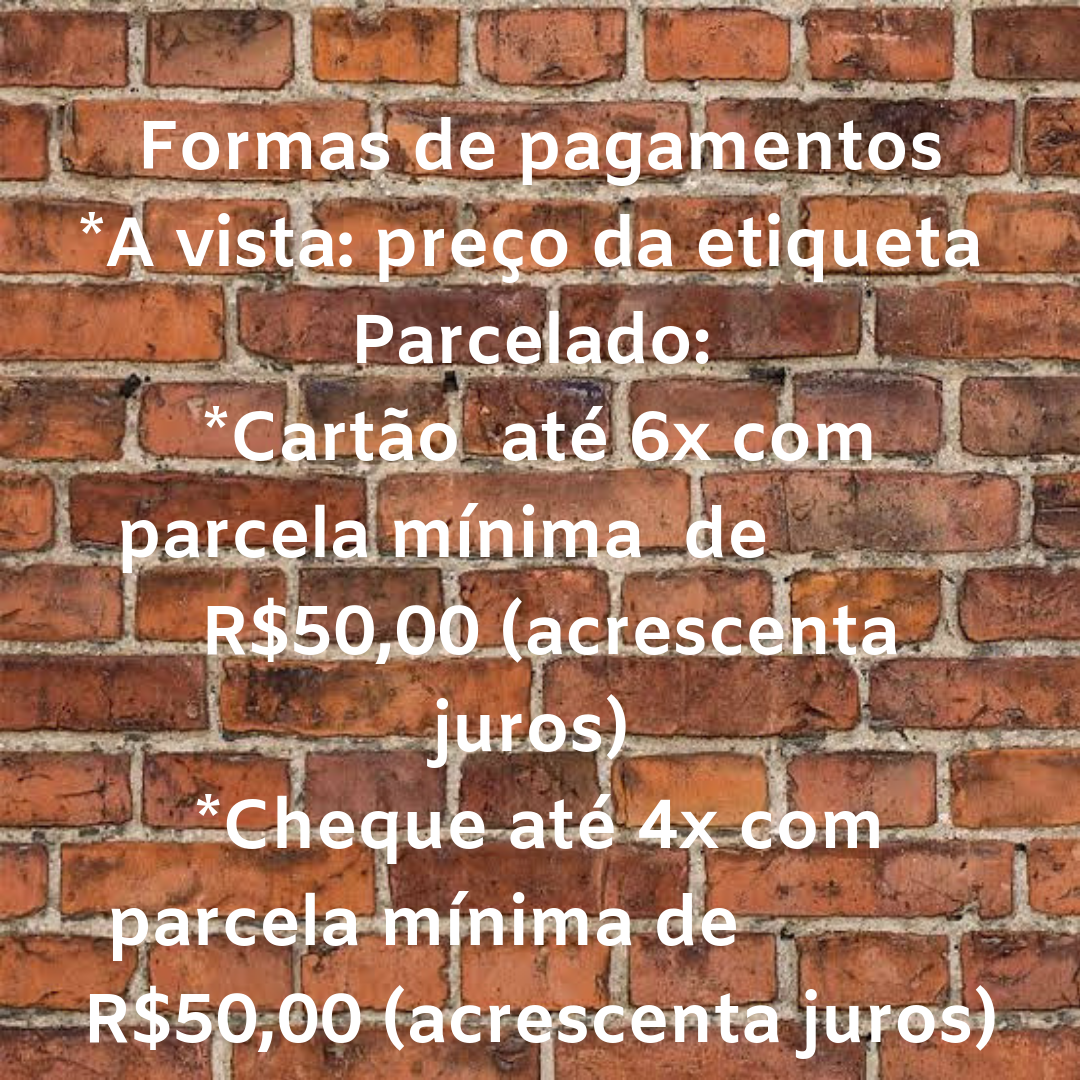 Formas de pagamentos
*A vista: preço da etiqueta
Parcelado:
*Cartão até 6x com
parcela mínima de
R$50,00 (acrescenta
juros)
*Cheque até 4x com
parcela mínima de
R$50,00 (acrescenta juros)